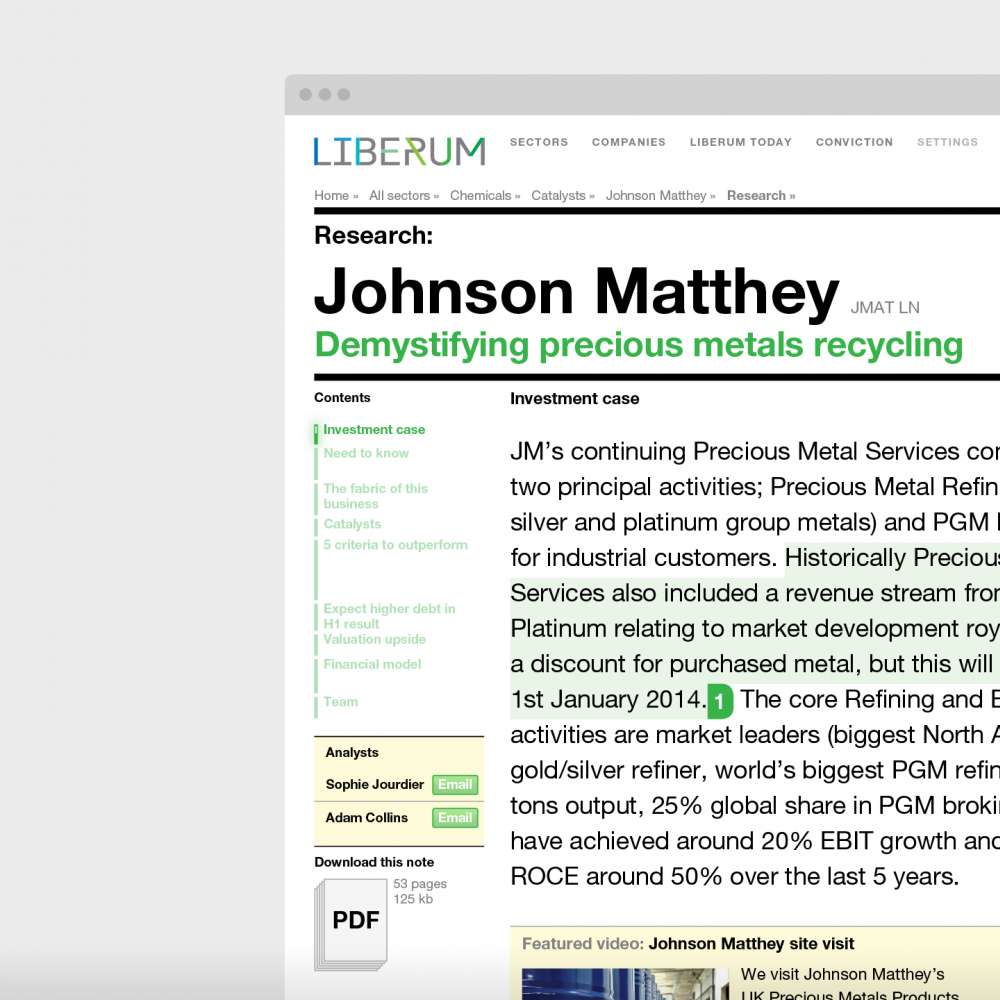 LIBERUM SECTORS COMPANIES LIBERUM TODAY CONVICTION SETTINGS
Home » All sectors » Chemicals » Catalysts » Johnson Matthey » Research »
Research:
Johnson Matthey JMAT LN
Demystifying precious metals recycling
Contents
Investment case
Need to know
The fabric of this
business
Catalysts
5 criteria to outperform
Expect higher debt in
H1 result
Valuation upside
Financial model
Team
Analysts
Sophie Jourdier Email
Adam Collins Email
Download this note
PDF
53 pages
125 kb
Investment case
JM’s continuing Precious Metal Services
two principal activities; Precious Metal
silver and platinum group metals) and PGM
for industrial customers. Historically
Services also included a revenue stream
Platinum relating to market development
a discount for purchased metal, but this will
1st January 2014. 1 The core Refining and
activities are market leaders (biggest North
gold/silver refiner, world’s biggest PGM
tons output, 25% global share in PGM
have achieved around 20% EBIT growth
ROCE around 50% over the last 5 years.
Featured video: Johnson Matthey site visit
We visit Johnson Matthey’s
UK Precious Metals Products